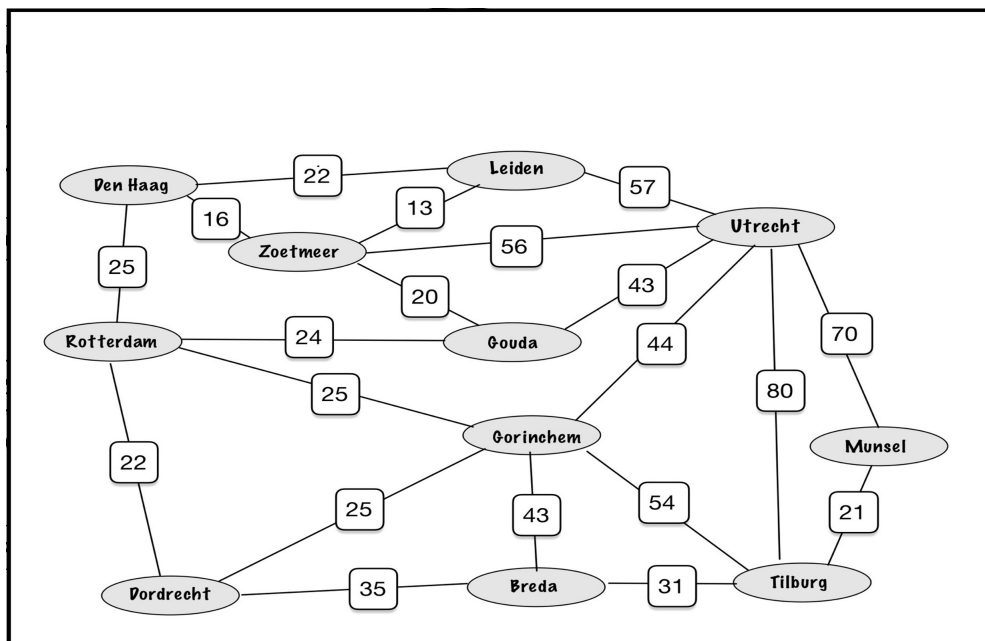 Leiden
22
57
Den Haag
13
16
Utrecht
Zoetmeer
56
25
43
20
70
24
Rotterdam
Gouda
44
80
25
Gorinchem
Munsel
22
54
25
43
21
35
Breda
31
Tilburg
Dordrecht